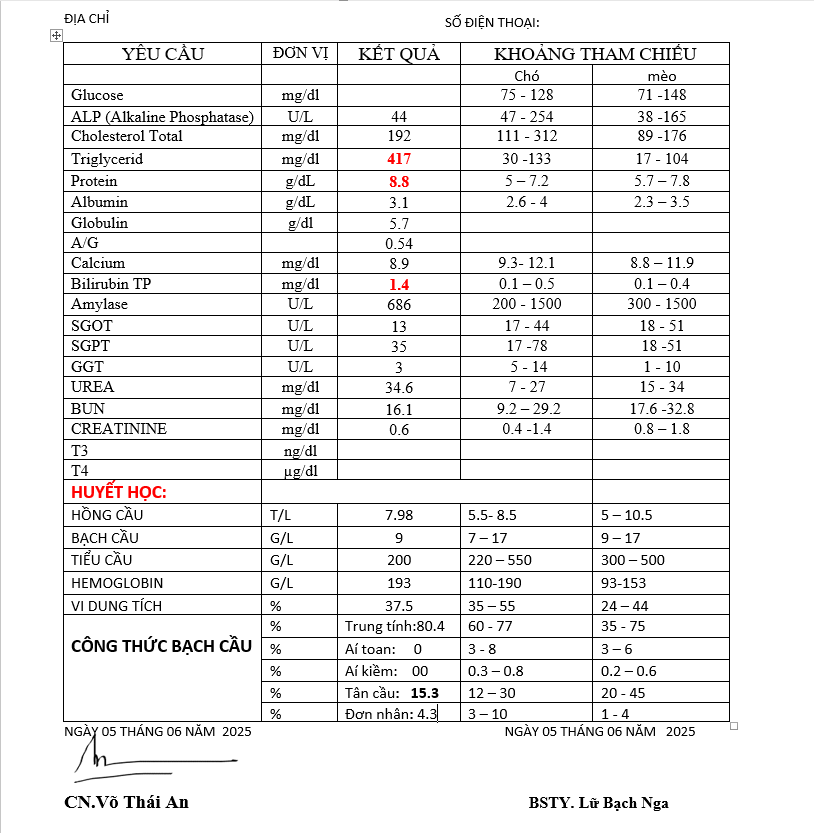 ĐỊA CHỈ SỐ ĐIỆN THOẠI:
YÊU CẦU ĐƠN VỊ KẾT QUẢ KHOẢNG THAM CHIẾU
Chó mèo
Glucose mg/dl 75 - 128 71 -148
ALP (Alkaline Phosphatase) U/L 44 47 - 254 38 -165
Cholesterol Total mg/dl 192 111 - 312 89 -176
Triglycerid mg/dl 417 30 -133 17 - 104
Protein g/dL 8.8 5 – 7.2 5.7 – 7.8
Albumin g/dL 3.1 2.6 - 4 2.3 – 3.5
Globulin g/dl 5.7
A/G 0.54
Calcium mg/dl 8.9 9.3- 12.1 8.8 – 11.9
Bilirubin TP mg/dl 1.4 0.1 – 0.5 0.1 – 0.4
Amylase U/L 686 200 - 1500 300 - 1500
SGOT U/L 13 17 - 44 18 - 51
SGPT U/L 35 17 -78 18 -51
GGT U/L 3 5 - 14 1 - 10
UREA mg/dl 34.6 7 - 27 15 - 34
BUN mg/dl 16.1 9.2 – 29.2 17.6 -32.8
CREATININE mg/dl 0.6 0.4 -1.4 0.8 – 1.8
T3 ng/dl
T4 µg/dl
HUYẾT HỌC:
HỒNG CẦU T/L 7.98 5.5- 8.5 5 – 10.5
BẠCH CẦU G/L 9 7 – 17 9 – 17
TIỂU CẦU G/L 200 220 – 550 300 – 500
HEMOGLOBIN G/L 193 110-190 93-153
VI DUNG TÍCH % 37.5 35 – 55 24 – 44
% Trung tính:80.4 60 - 77 35 - 75
CÔNG THỨC BẠCH CẦU % Aí toan: 0 3 - 8 3 – 6
% Aí kiềm: 00 0.3 – 0.8 0.2 – 0.6
% Tân cầu: 15.3 12 – 30 20 - 45
% Đơn nhân: 4.3 3 – 10 1 - 4
NGÀY 05 THÁNG 06 NĂM 2025 NGÀY 05 THÁNG 06 NĂM 2025
CN.Võ Thái An BSTY. Lữ Bạch Nga